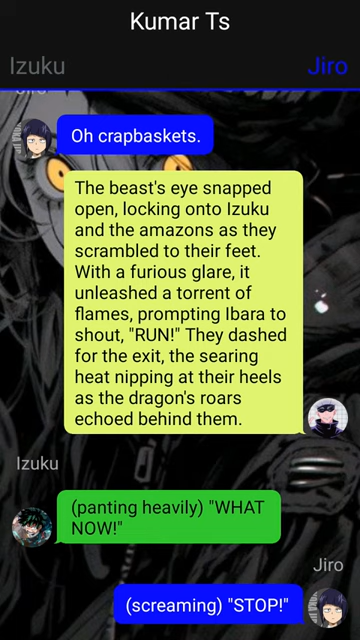 Kumar Ts
Izuku
Jiro
Oh crapbaskets.
The beast's eye snapped
open, locking onto Izuku
and the amazons as they
scrambled to their feet.
With a furious glare, it
unleashed a torrent of
flames, prompting Ibara to
shout, "RUN!" They dashed
for the exit, the searing
heat nipping at their heels
as the dragon's roars
echoed behind them.
Izuku
(panting heavily) "WHAT
NOW!"
Jiro
(screaming) "STOP!"